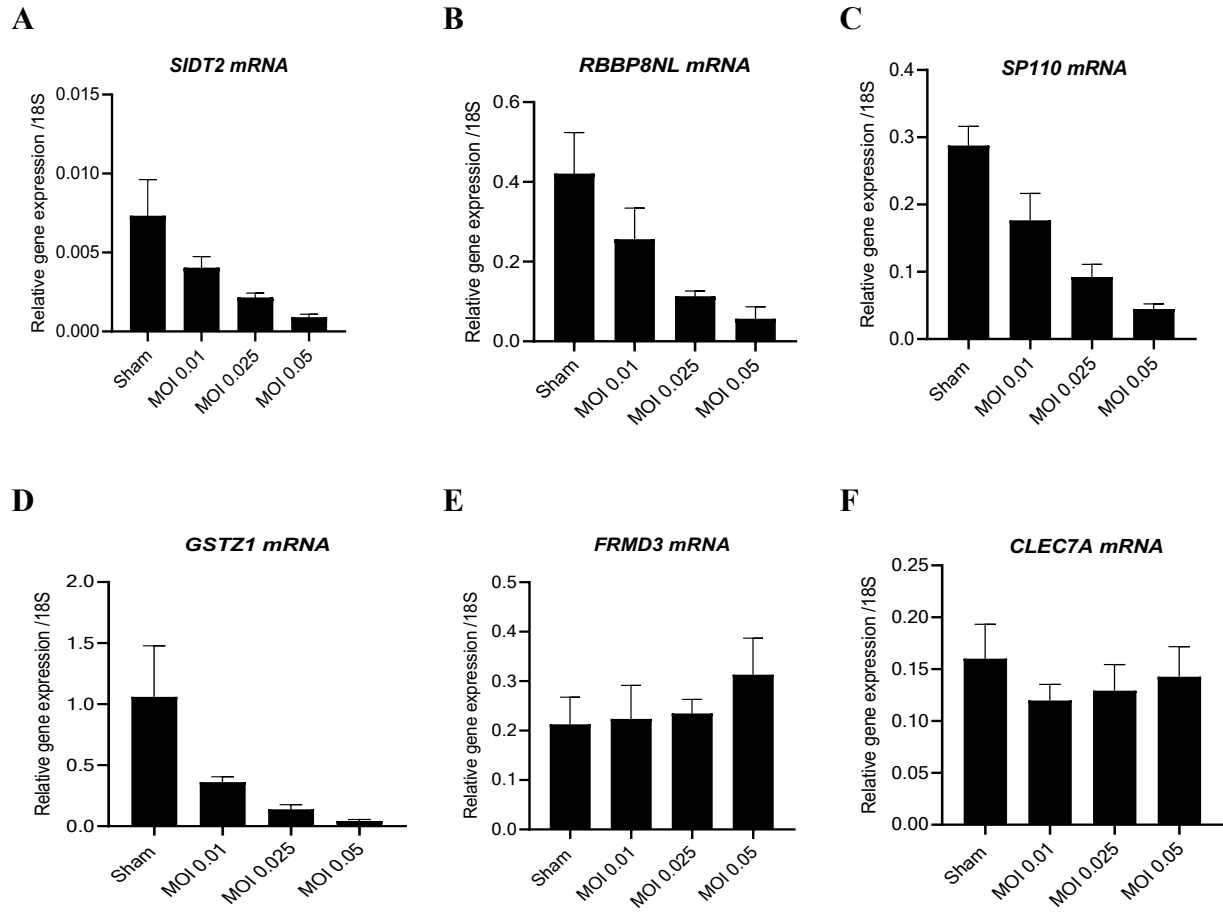 A
SIDT2 mRNA
Relative gene expression /18S
0.015
0.010
0.005
0.000
Sham
MOI 0.01
MOI 0.025
MOI 0.05
B
RBBP8NL mRNA
Relative gene expression /18S
0.6
0.4
0.2
0.0
Sham
MOI 0.01
MOI 0.025
MOI 0.05
C
SP110 mRNA
Relative gene expression /18S
0.4
0.3
0.2
0.1
0.0
Sham
MOI 0.01
MOI 0.025
MOI 0.05
D
GSTZ1 mRNA
Relative gene expression /18S
2.0
1.5
1.0
0.5
0.0
Sham
MOI 0.01
MOI 0.025
MOI 0.05
E
FRMD3 mRNA
Relative gene expression /18S
0.5
0.4
0.3
0.2
0.1
0.0
Sham
MOI 0.01
MOI 0.025
MOI 0.05
F
CLEC7A mRNA
Relative gene expression /18S
0.25
0.20
0.15
0.10
0.05
0.00
Sham
MOI 0.01
MOI 0.025
MOI 0.05